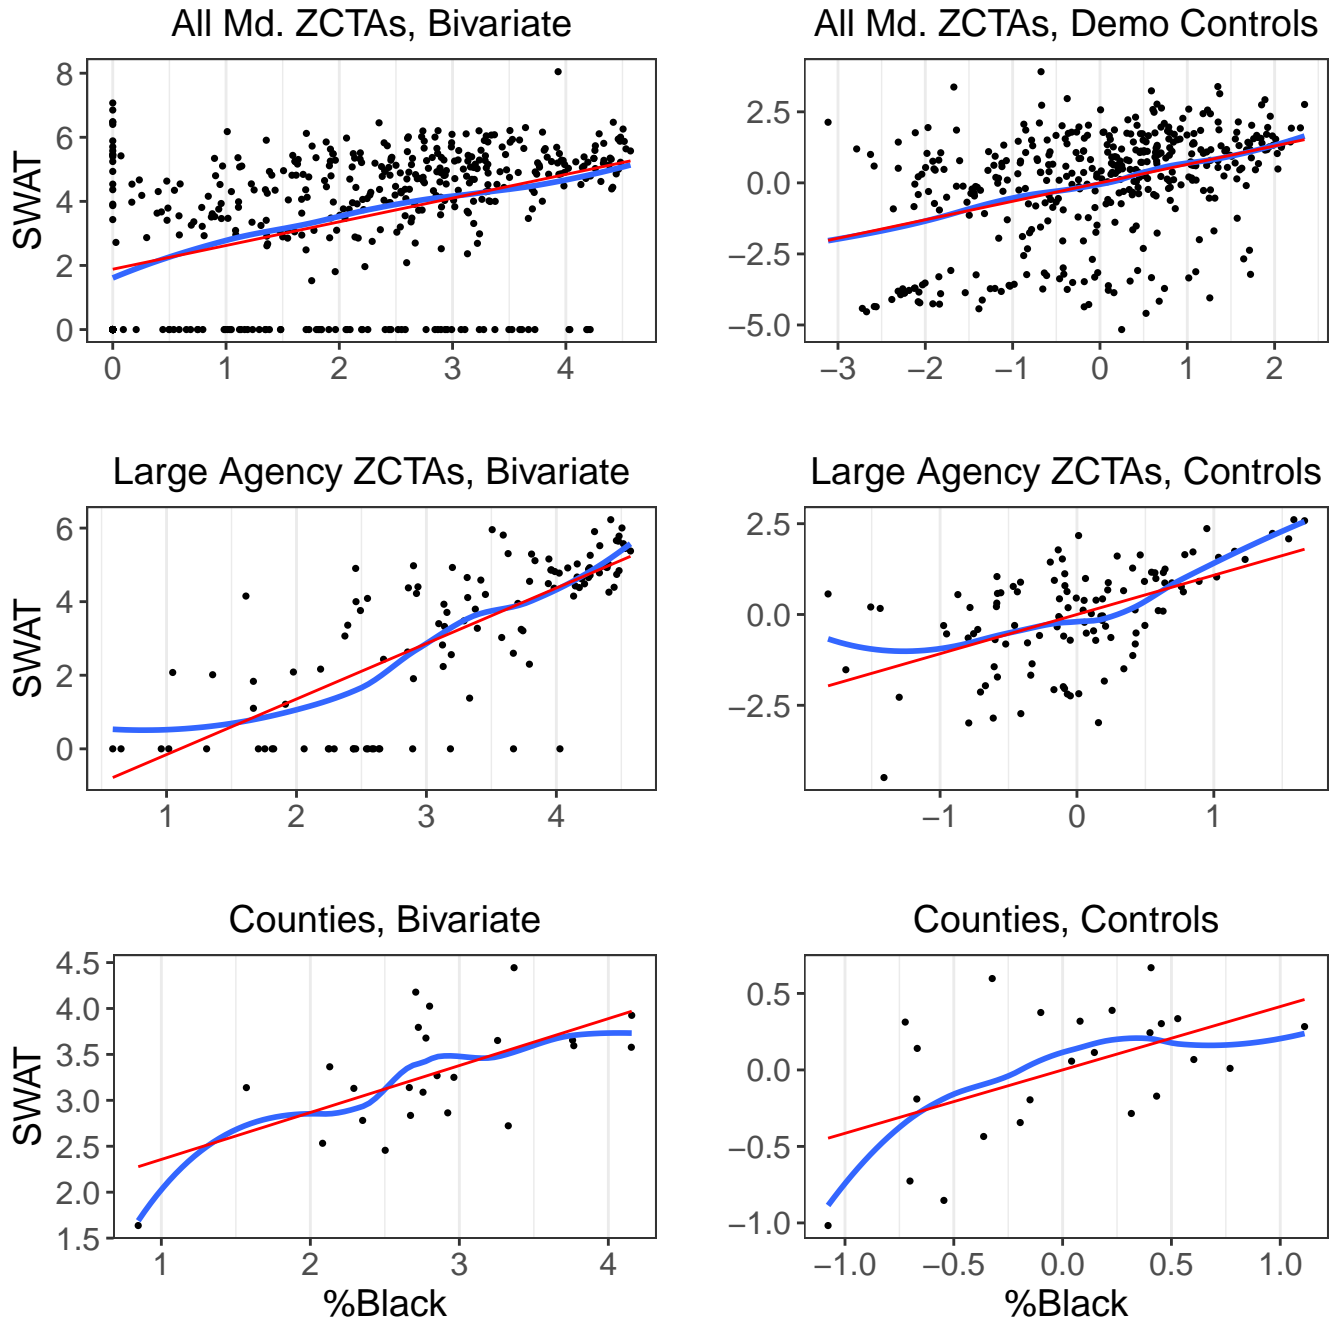 All Md. ZCTAs, Bivariate
All Md. ZCTAs, Demo Controls
SWAT
8
6
4
2
0
0 1 2 3 4
2.5
0.0
−2.5
−5.0
−3 −2 −1 0 1 2
Large Agency ZCTAs, Bivariate
Large Agency ZCTAs, Controls
SWAT
6
4
2
0
1 2 3 4
2.5
0.0
−2.5
−1 0 1
Counties, Bivariate
Counties, Controls
SWAT
4.5
4.0
3.5
3.0
2.5
2.0
1.5
1 2 3 4
%Black
0.5
0.0
−0.5
−1.0
−1.0 −0.5 0.0 0.5 1.0
%Black